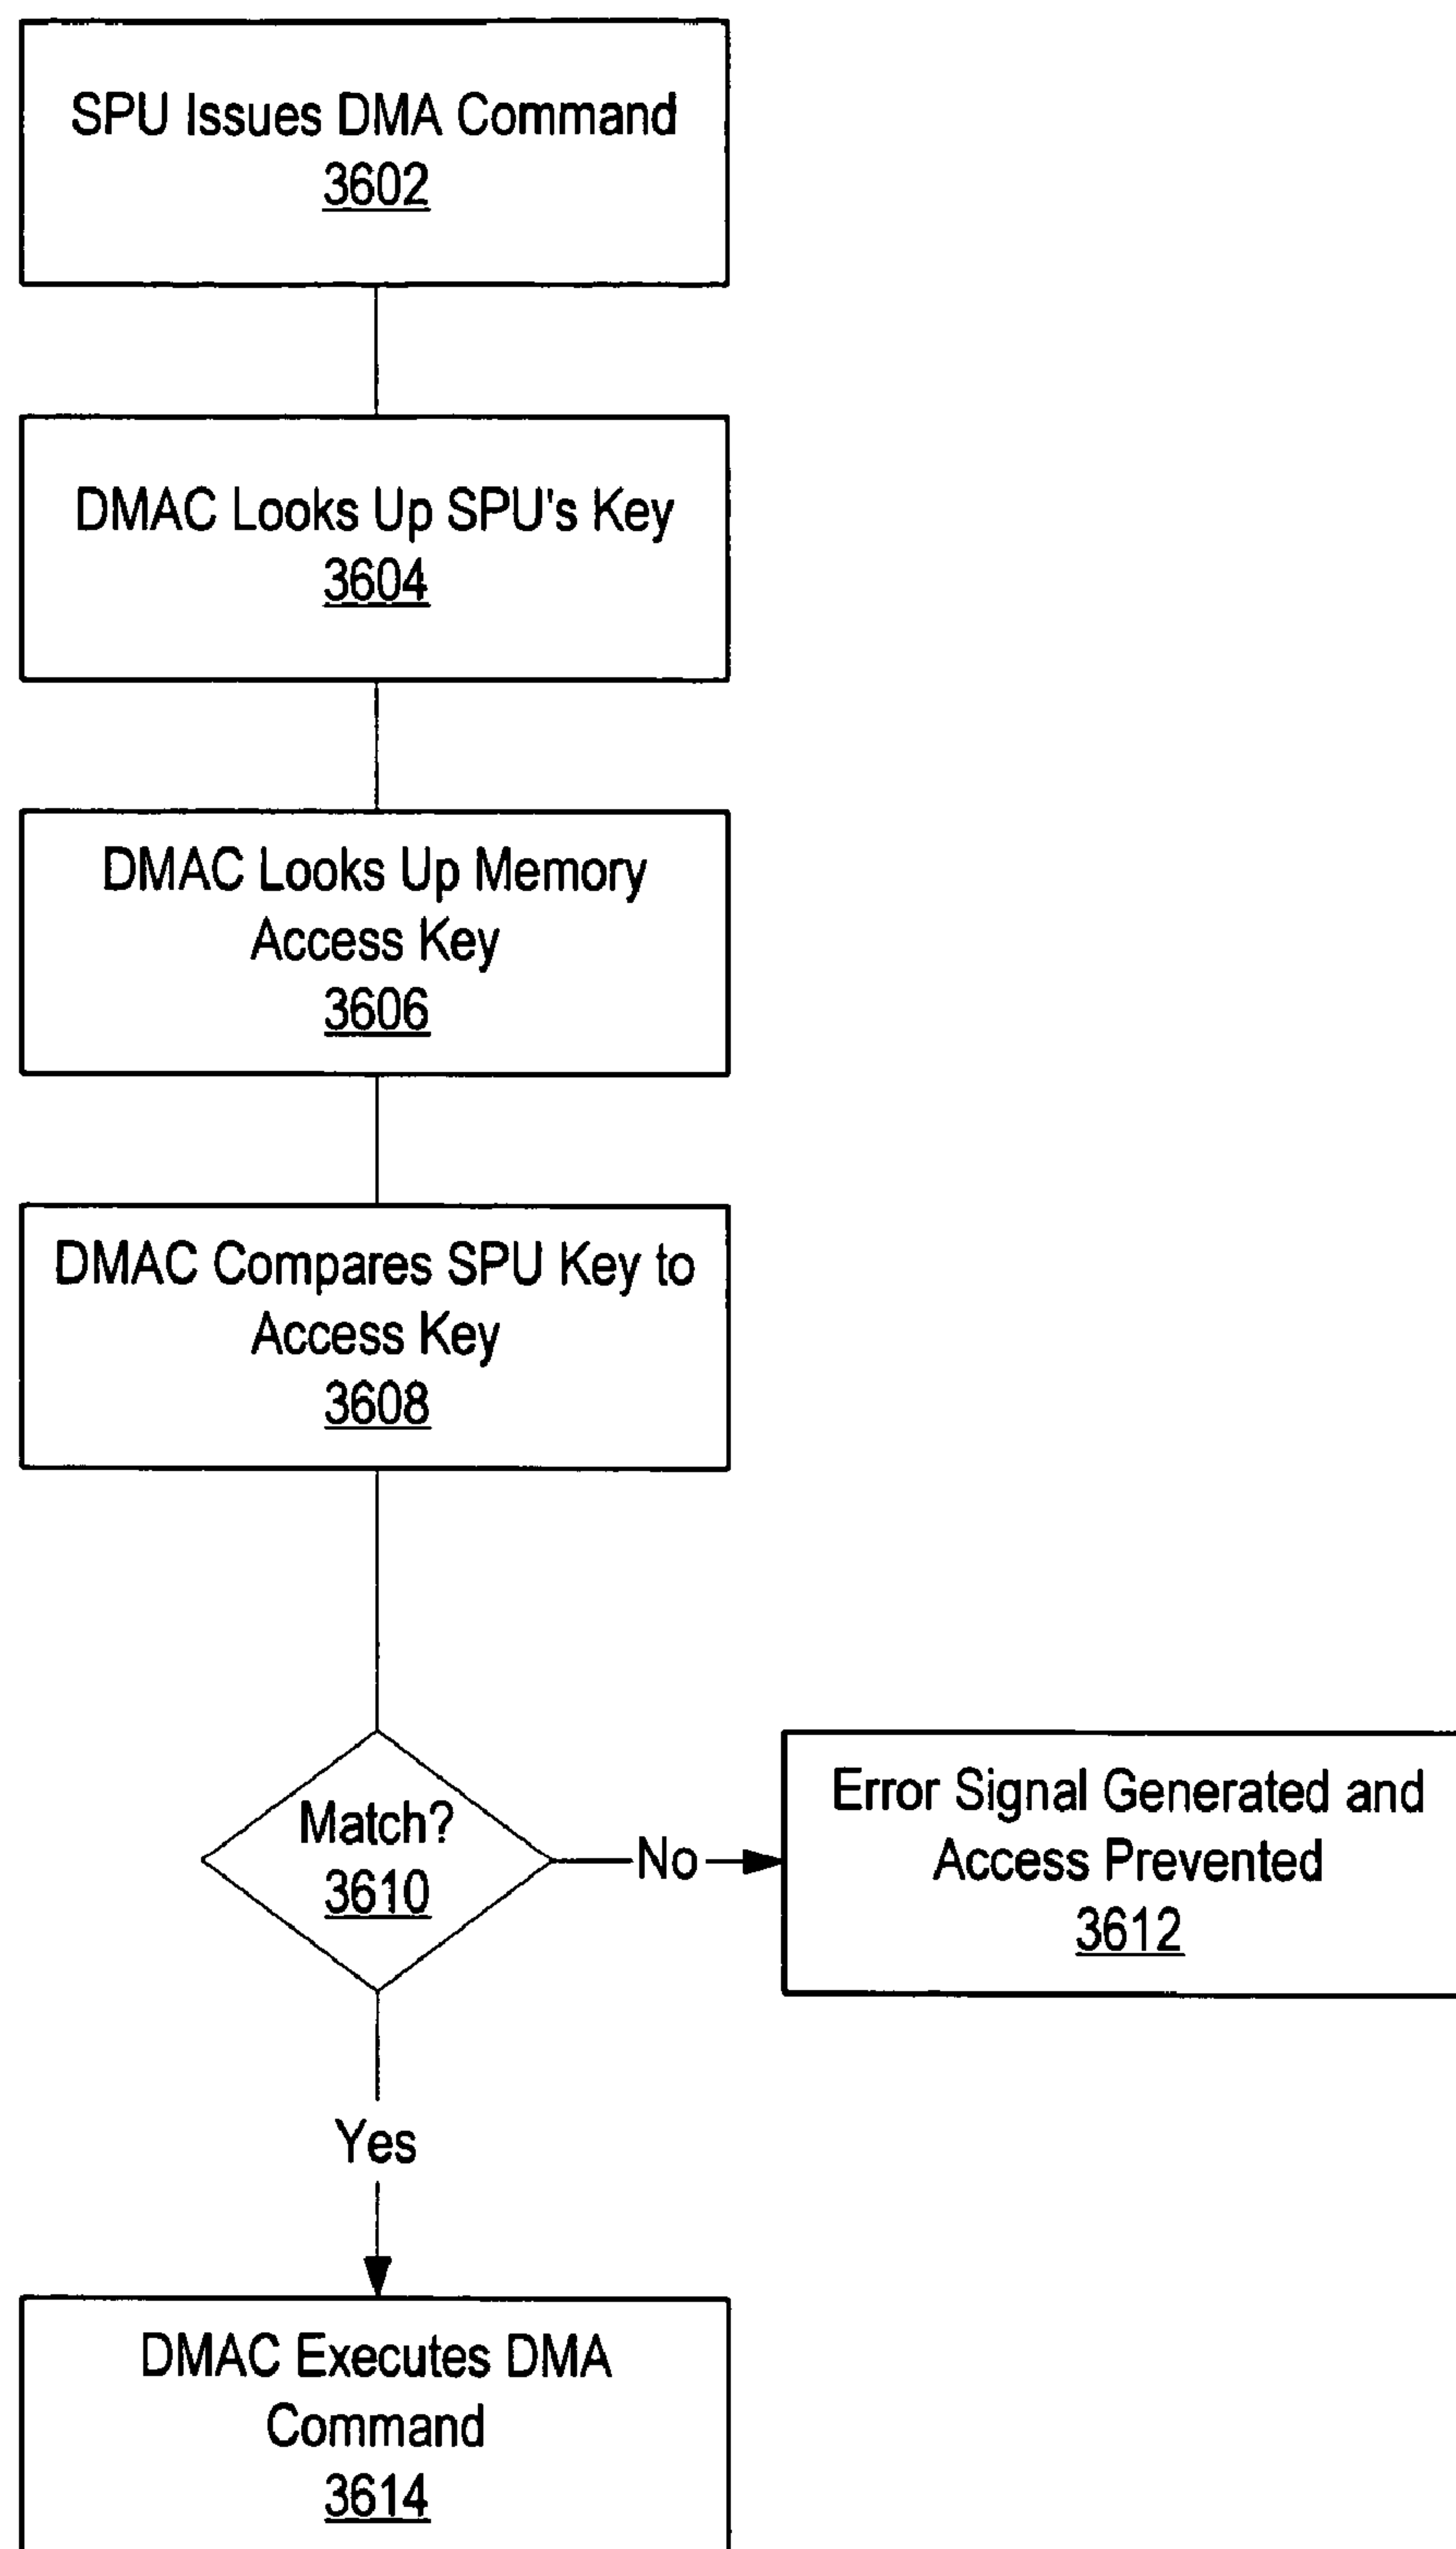 SPU Issues DMA Command
3602
DMAC Looks Up SPU's Key
3604
DMAC Looks Up Memory
Access Key
3606
DMAC Compares SPU Key to
Access Key
3608
Match?
3610
No
Error Signal Generated and
Access Prevented
3612
Yes
DMAC Executes DMA
Command
3614